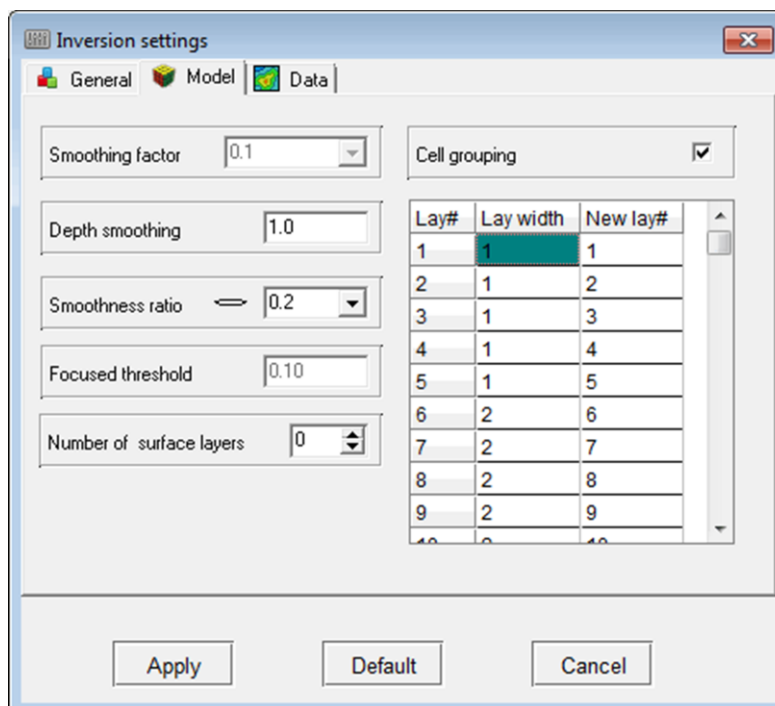 Inversion settings
General Model Data
Smoothing factor 0.1
Depth smoothing 1.0
Smoothness ratio 0.2
Focused threshold 0.10
Number of surface layers 0
Cell grouping
Lay# Lay width New lay#
1 1 1
2 1 2
3 1 3
4 1 4
5 1 5
6 2 6
7 2 7
8 2 8
9 2 9
Apply Default Cancel